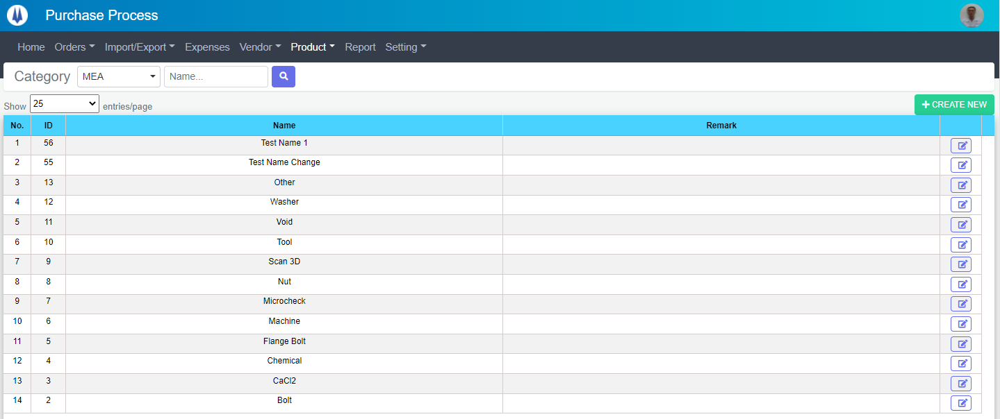 Purchase Process
Home Orders Import/Export Expenses Vendor Product Report Setting
Category MEA Name...
Show 25 entries/page CREATE NEW
No. ID Name Remark
1 56 Test Name 1
2 55 Test Name Change
3 13 Other
4 12 Washer
5 11 Void
6 10 Tool
7 9 Scan 3D
8 8 Nut
9 7 Microcheck
10 6 Machine
11 5 Flange Bolt
12 4 Chemical
13 3 CaCl2
14 2 Bolt